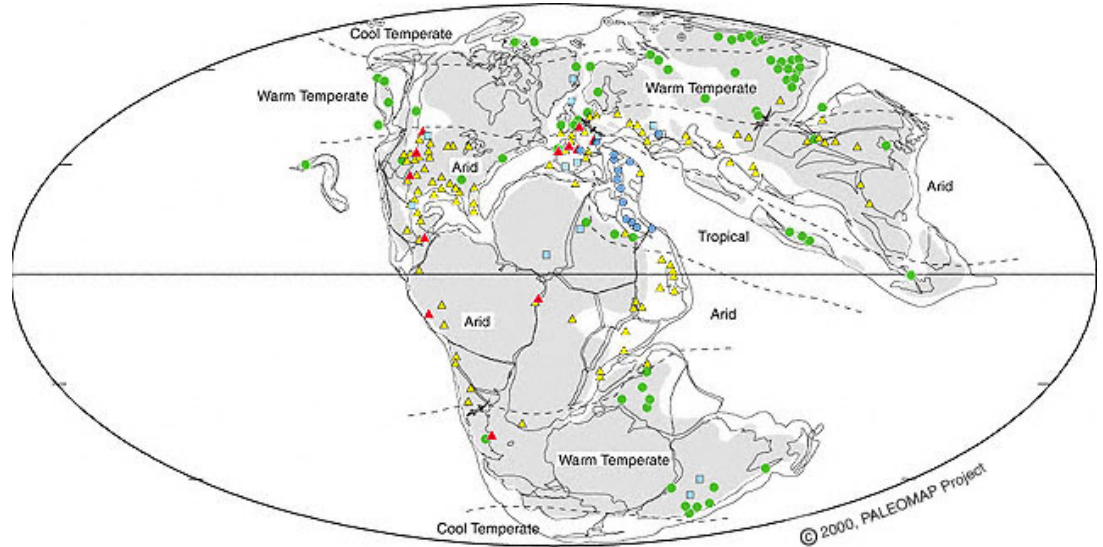 Cool Temperate
Warm Temperate
Warm Temperate
Arid
Arid
Tropical
Arid
Arid
Warm Temperate
Cool Temperate
© 2000, PALEOMAP Project